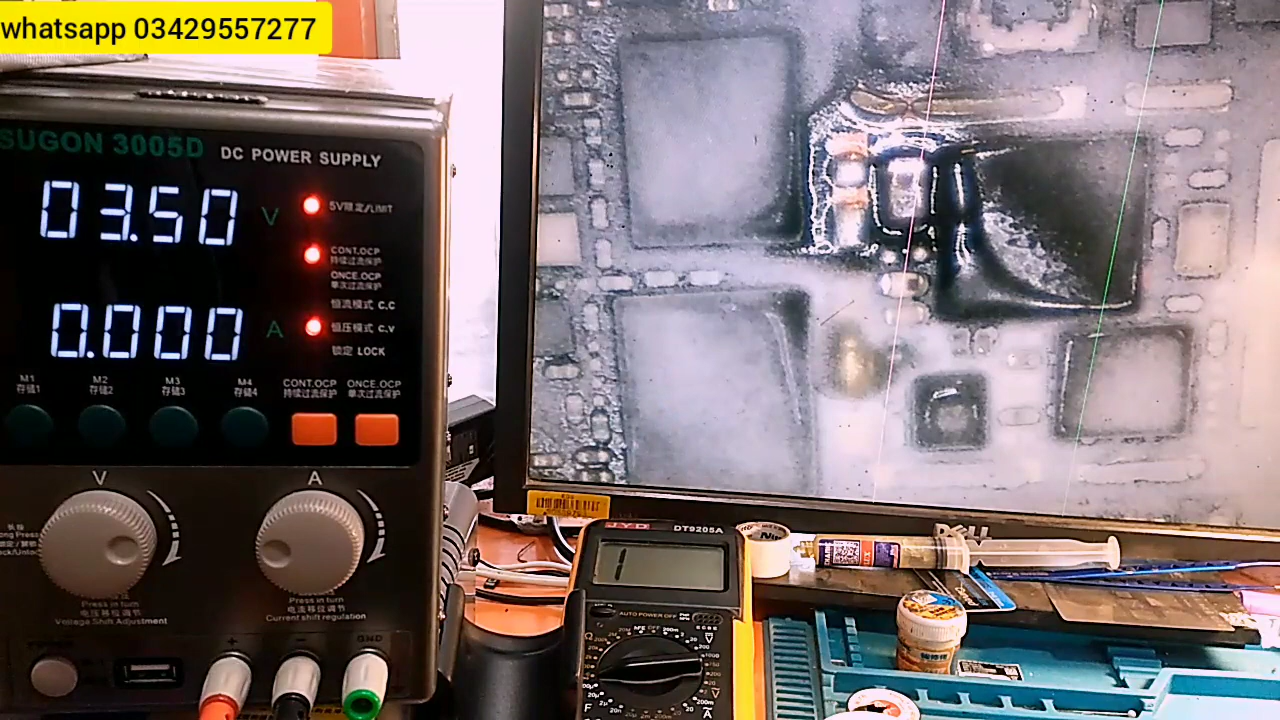 whatsapp 03429557277
SUGON 3005D DC POWER SUPPLY
03.50 V
5V限定/LIMIT
CONT.OCP
持续过流保护
ONCE.OCP
单次过流保护
恒流模式 C.C
0.000 A
恒压模式 C.V
锁定 LOCK
M1
存储1
M2
存储2
M3
存储3
M4
存储4
CONT.OCP
持续过流保护
ONCE.OCP
单次过流保护
V
A
Press in turn
电压移位调节
Voltage Shift Adjustment
Press in turn
电流移位调节
Current shift regulation
+
−
GND
DELL
DT9205A
AUTO POWER OFF